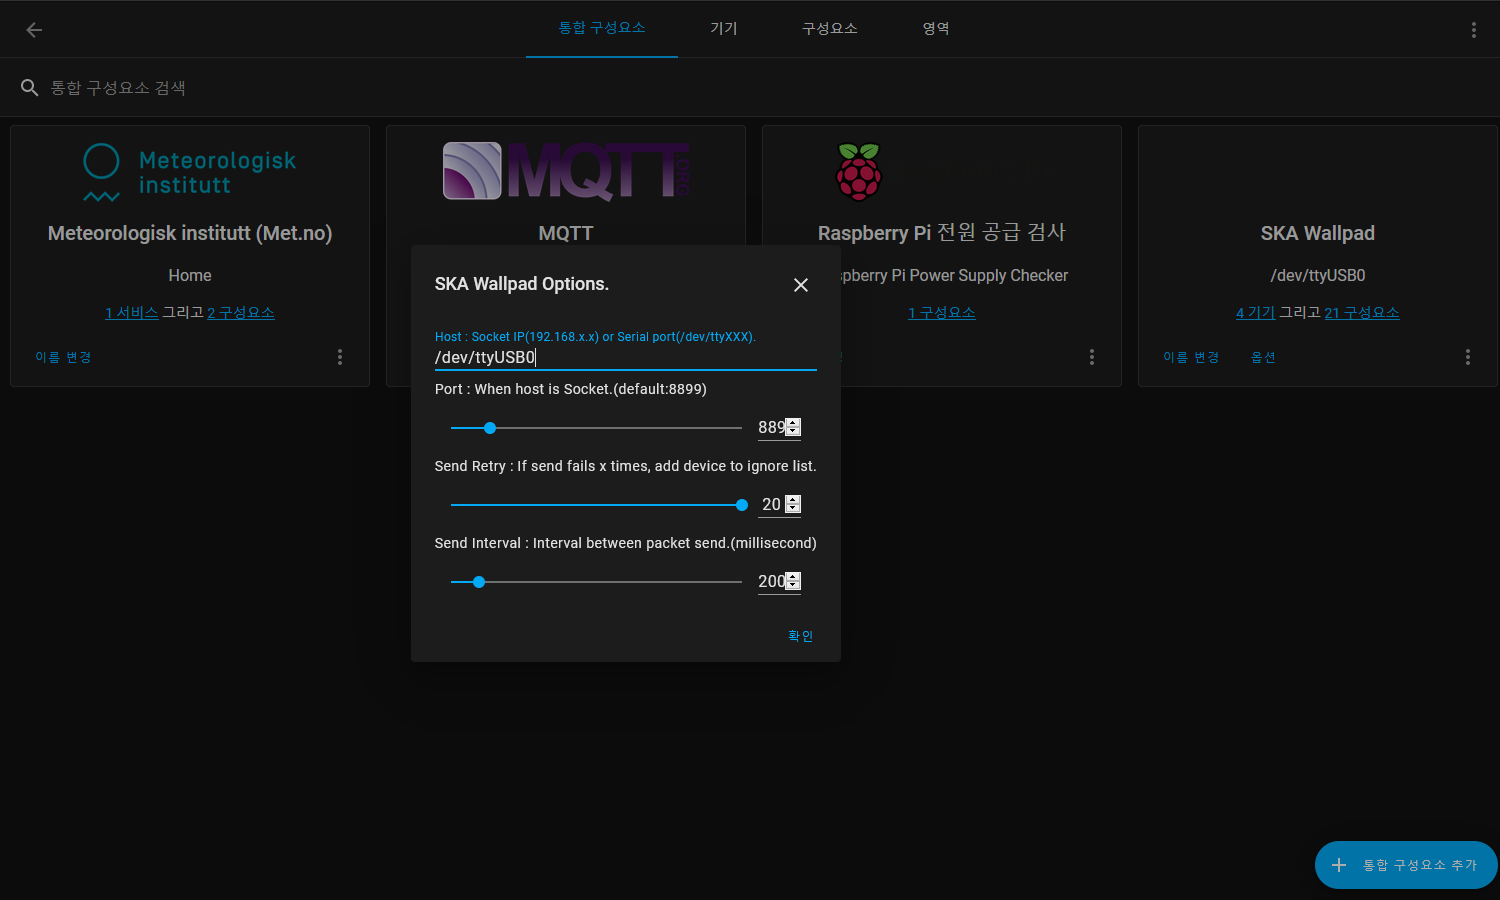 통합 구성요소
기기
구성요소
영역
통합 구성요소 검색
Meteorologisk
institutt
MQTT
.ORG
Meteorologisk institutt (Met.no)
MQTT
Raspberry Pi 전원 공급 검사
SKA Wallpad
Home
Raspberry Pi Power Supply Checker
/dev/ttyUSB0
1 서비스 그리고 2 구성요소
1 구성요소
4 기기 그리고 21 구성요소
이름 변경
이름 변경
옵션
SKA Wallpad Options.
Host : Socket IP(192.168.x.x) or Serial port(/dev/ttyXXX).
/dev/ttyUSB0
Port : When host is Socket.(default:8899)
889
Send Retry : If send fails x times, add device to ignore list.
20
Send Interval : Interval between packet send.(millisecond)
200
확인
통합 구성요소 추가